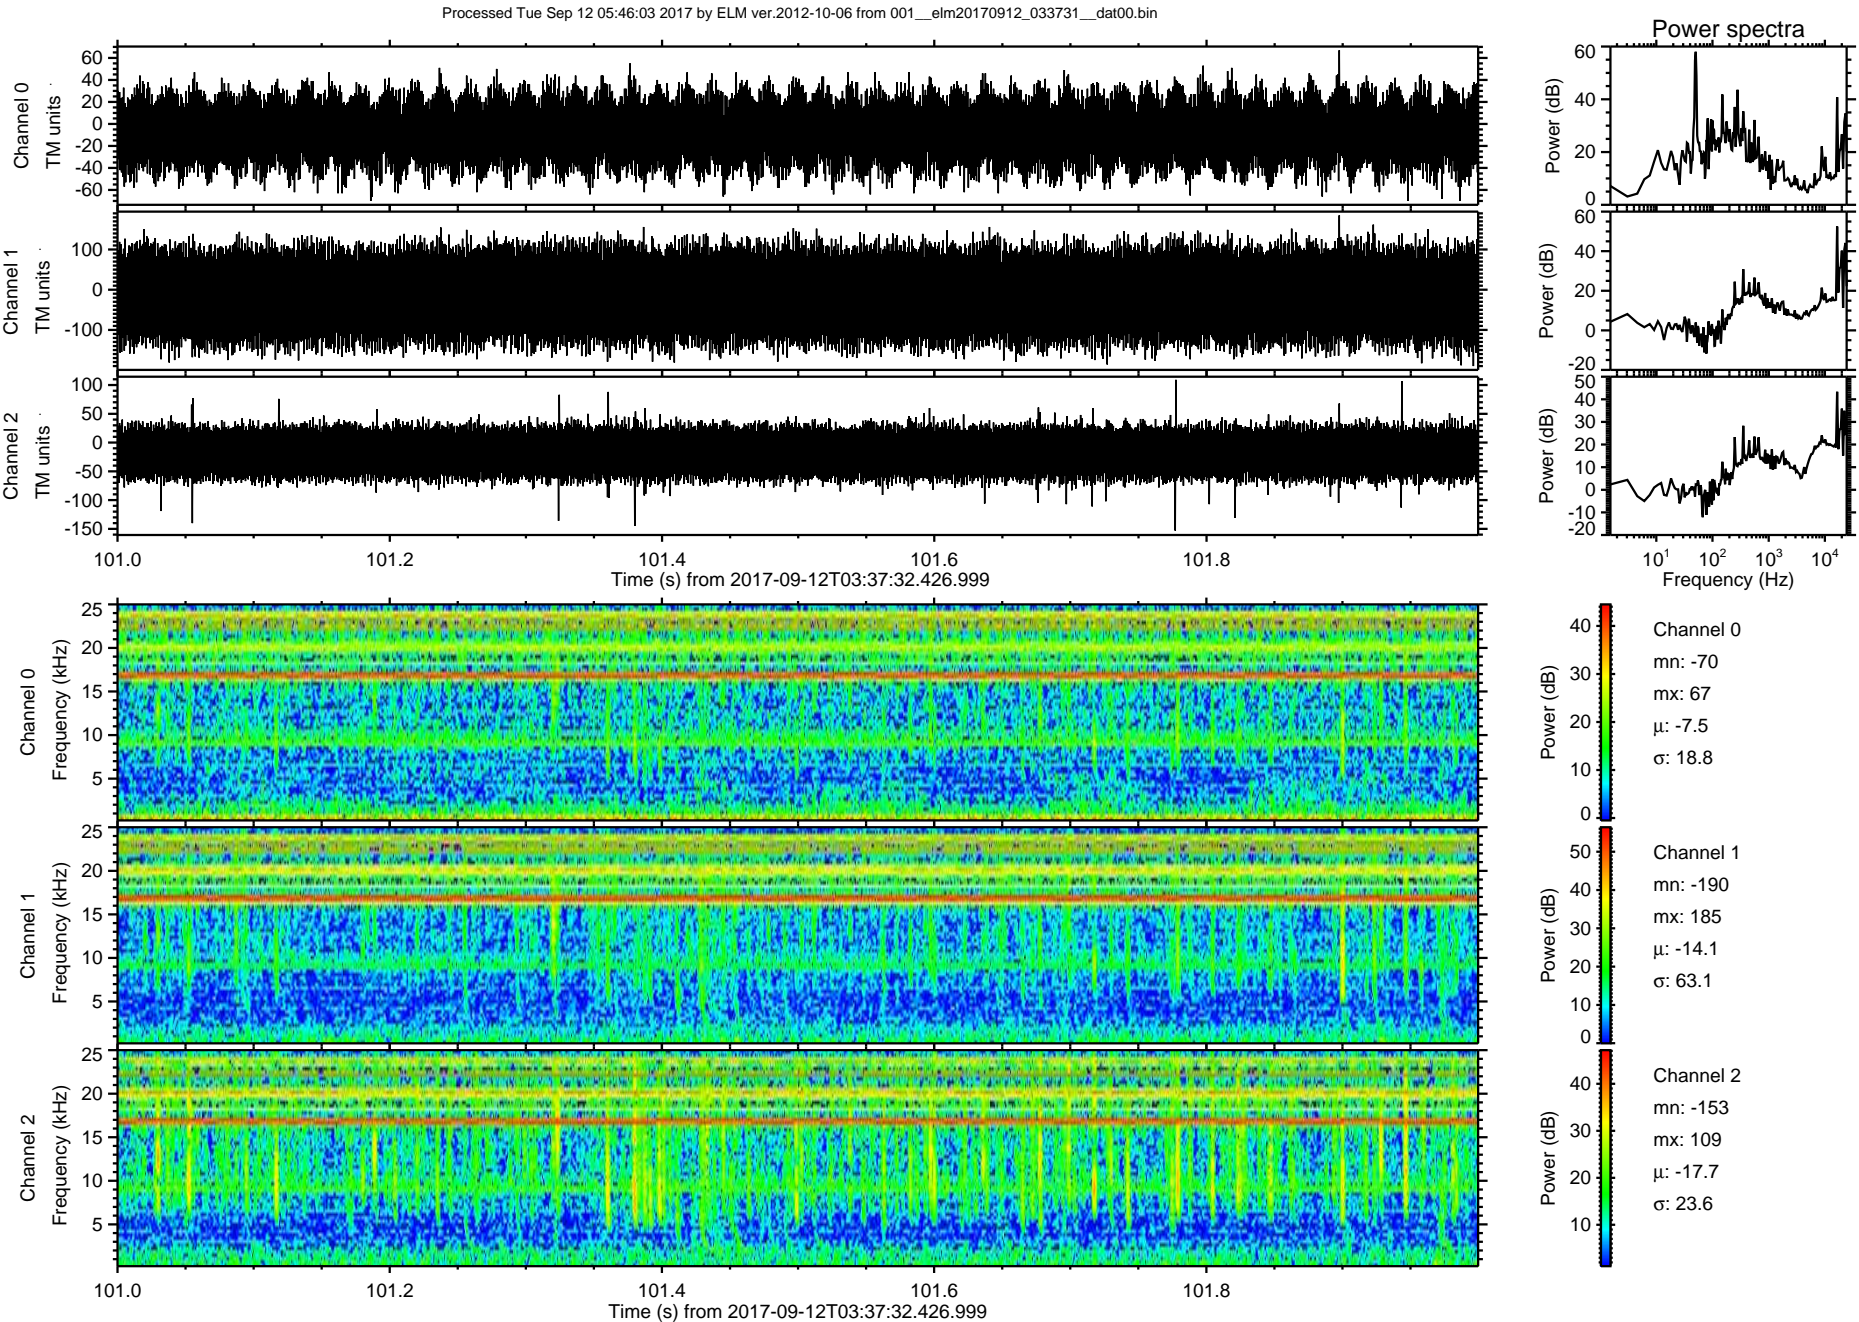 Processed Tue Sep 12 05:46:03 2017 by ELM ver.2012-10-06 from 001__elm20170912_033731__dat00.bin
Power spectra
Channel 0
TM units
60
40
20
0
-20
-40
-60
Power (dB)
60
40
20
0
Channel 1
TM units
100
0
-100
Power (dB)
60
40
20
0
-20
Channel 2
TM units
100
50
0
-50
-100
-150
Power (dB)
50
40
30
20
10
0
-10
-20
101.0 101.2 101.4 101.6 101.8
Time (s) from 2017-09-12T03:37:32.426.999
10^1 10^2 10^3 10^4
Frequency (Hz)
Channel 0
Frequency (kHz)
25
20
15
10
5
Power (dB)
40
30
20
10
0
Channel 0
mn: -70
mx: 67
µ: -7.5
σ: 18.8
Channel 1
Frequency (kHz)
25
20
15
10
5
Power (dB)
50
40
30
20
10
0
Channel 1
mn: -190
mx: 185
µ: -14.1
σ: 63.1
Channel 2
Frequency (kHz)
25
20
15
10
5
Power (dB)
40
30
20
10
Channel 2
mn: -153
mx: 109
µ: -17.7
σ: 23.6
101.0 101.2 101.4 101.6 101.8
Time (s) from 2017-09-12T03:37:32.426.999